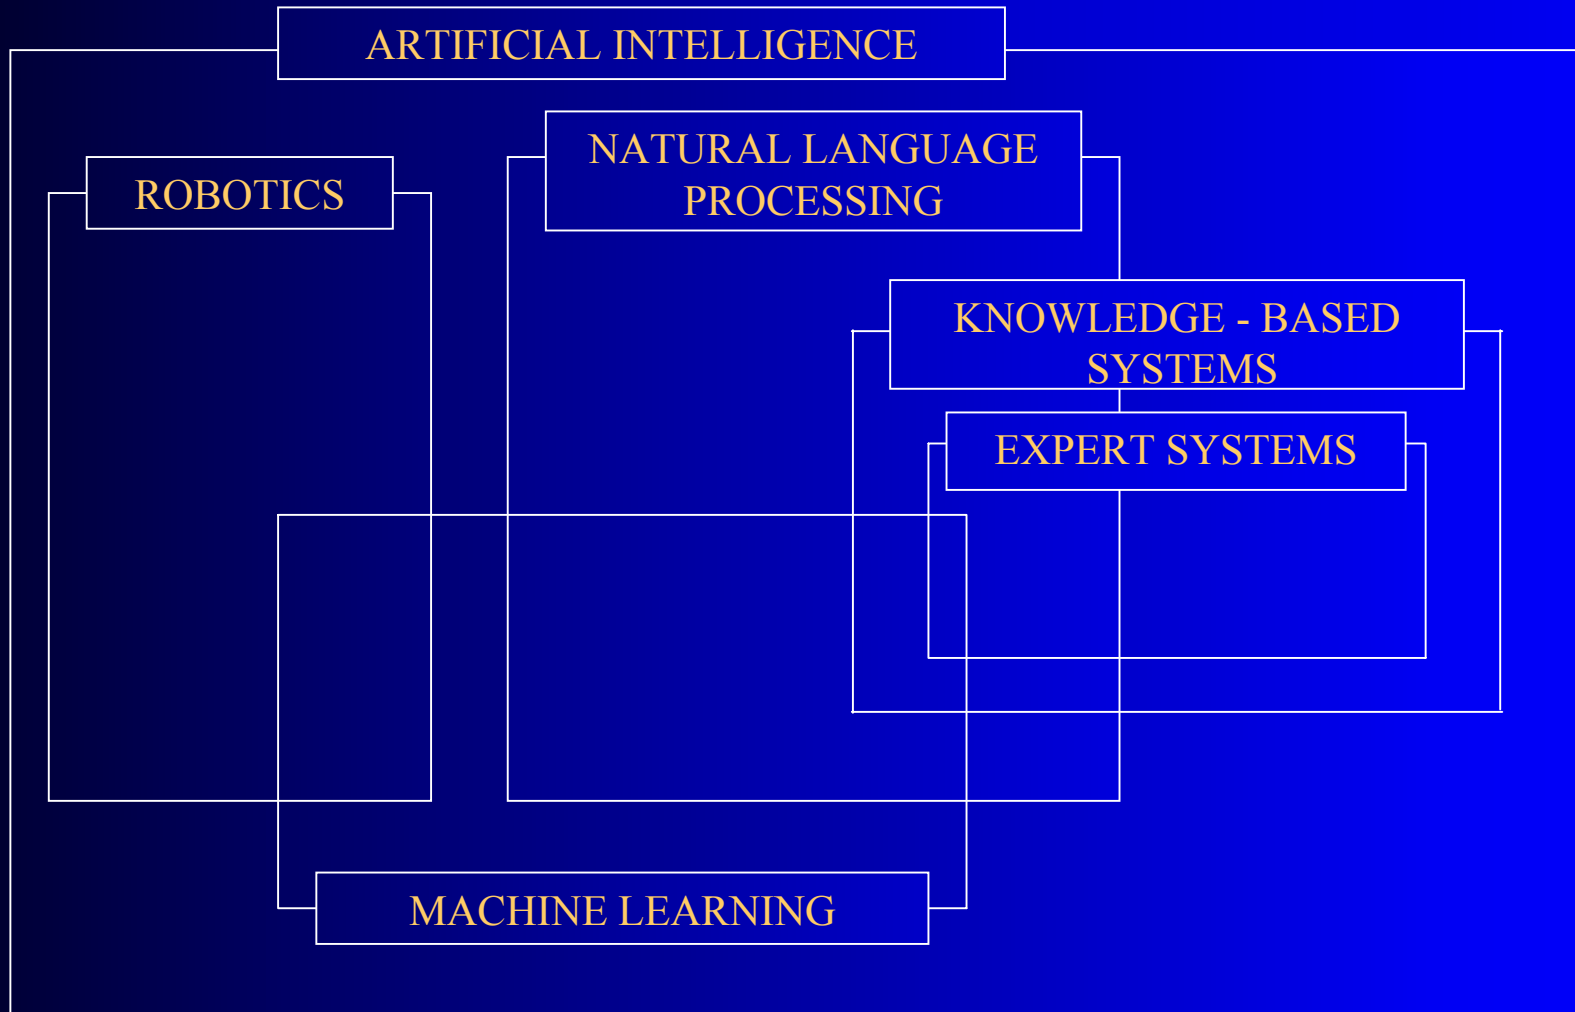 ARTIFICIAL INTELLIGENCE
NATURAL LANGUAGE
PROCESSING
ROBOTICS
KNOWLEDGE - BASED
SYSTEMS
EXPERT SYSTEMS
MACHINE LEARNING